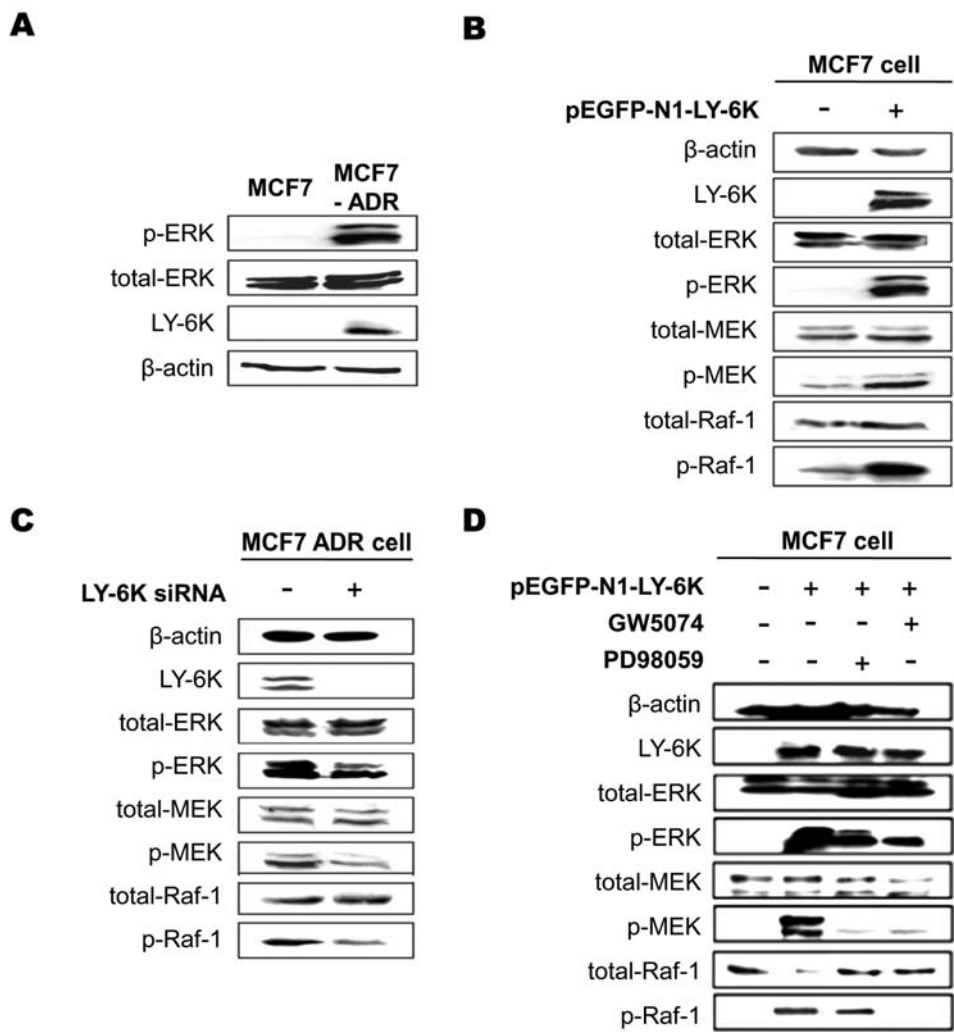 A
MCF7
MCF7
- ADR
p-ERK
total-ERK
LY-6K
β-actin
B
MCF7 cell
pEGFP-N1-LY-6K - +
β-actin
LY-6K
total-ERK
p-ERK
total-MEK
p-MEK
total-Raf-1
p-Raf-1
C
MCF7 ADR cell
LY-6K siRNA - +
β-actin
LY-6K
total-ERK
p-ERK
total-MEK
p-MEK
total-Raf-1
p-Raf-1
D
MCF7 cell
pEGFP-N1-LY-6K - + + +
GW5074 - - - +
PD98059 - - + -
β-actin
LY-6K
total-ERK
p-ERK
total-MEK
p-MEK
total-Raf-1
p-Raf-1